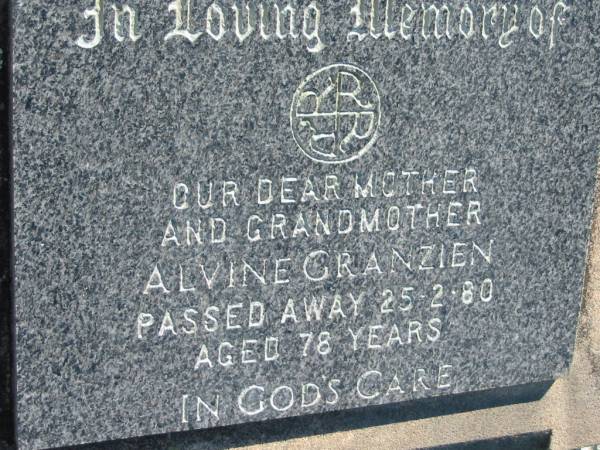 In Loving Memory of
OUR DEAR MOTHER
AND GRANDMOTHER
ALVINE GRANZIEN
PASSED AWAY 25·2·80
AGED 78 YEARS
IN GOD'S CARE